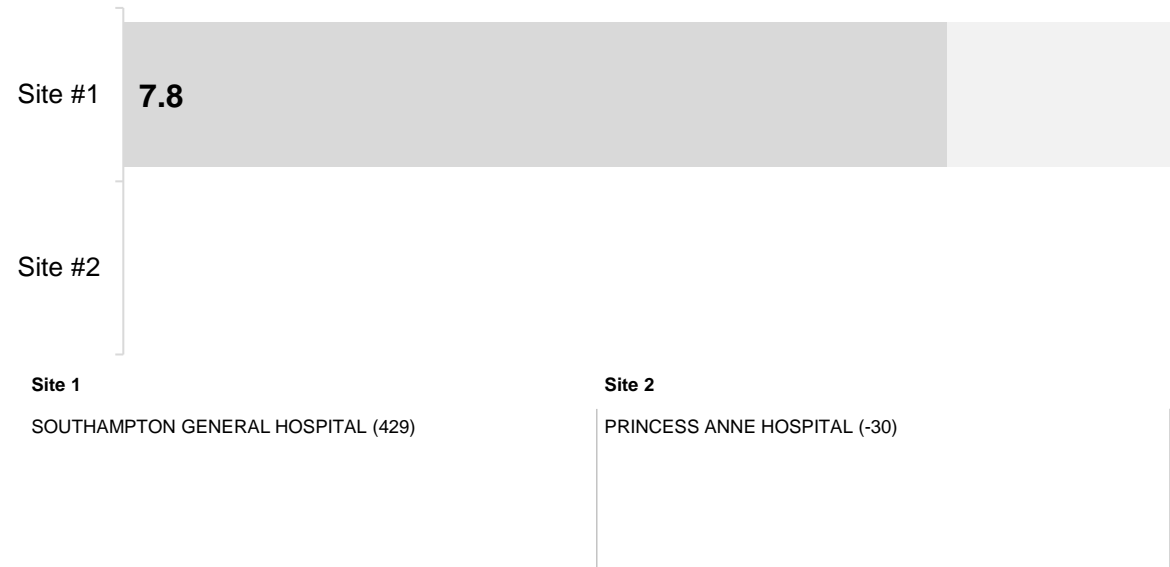 Site #1
7.8
Site #2
Site 1
SOUTHAMPTON GENERAL HOSPITAL (429)
Site 2
PRINCESS ANNE HOSPITAL (-30)